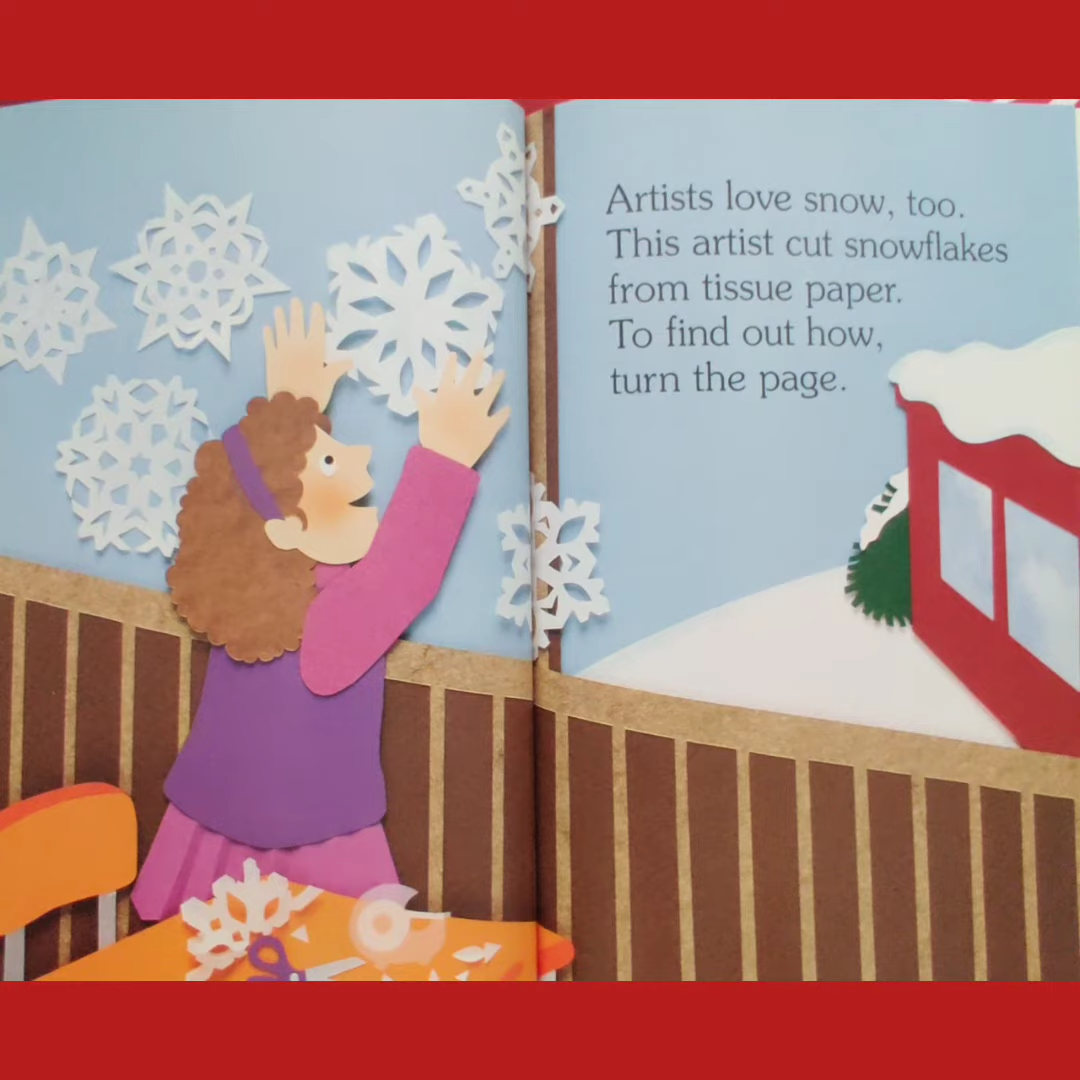 Artists love snow, too.
This artist cut snowflakes
from tissue paper.
To find out how,
turn the page.